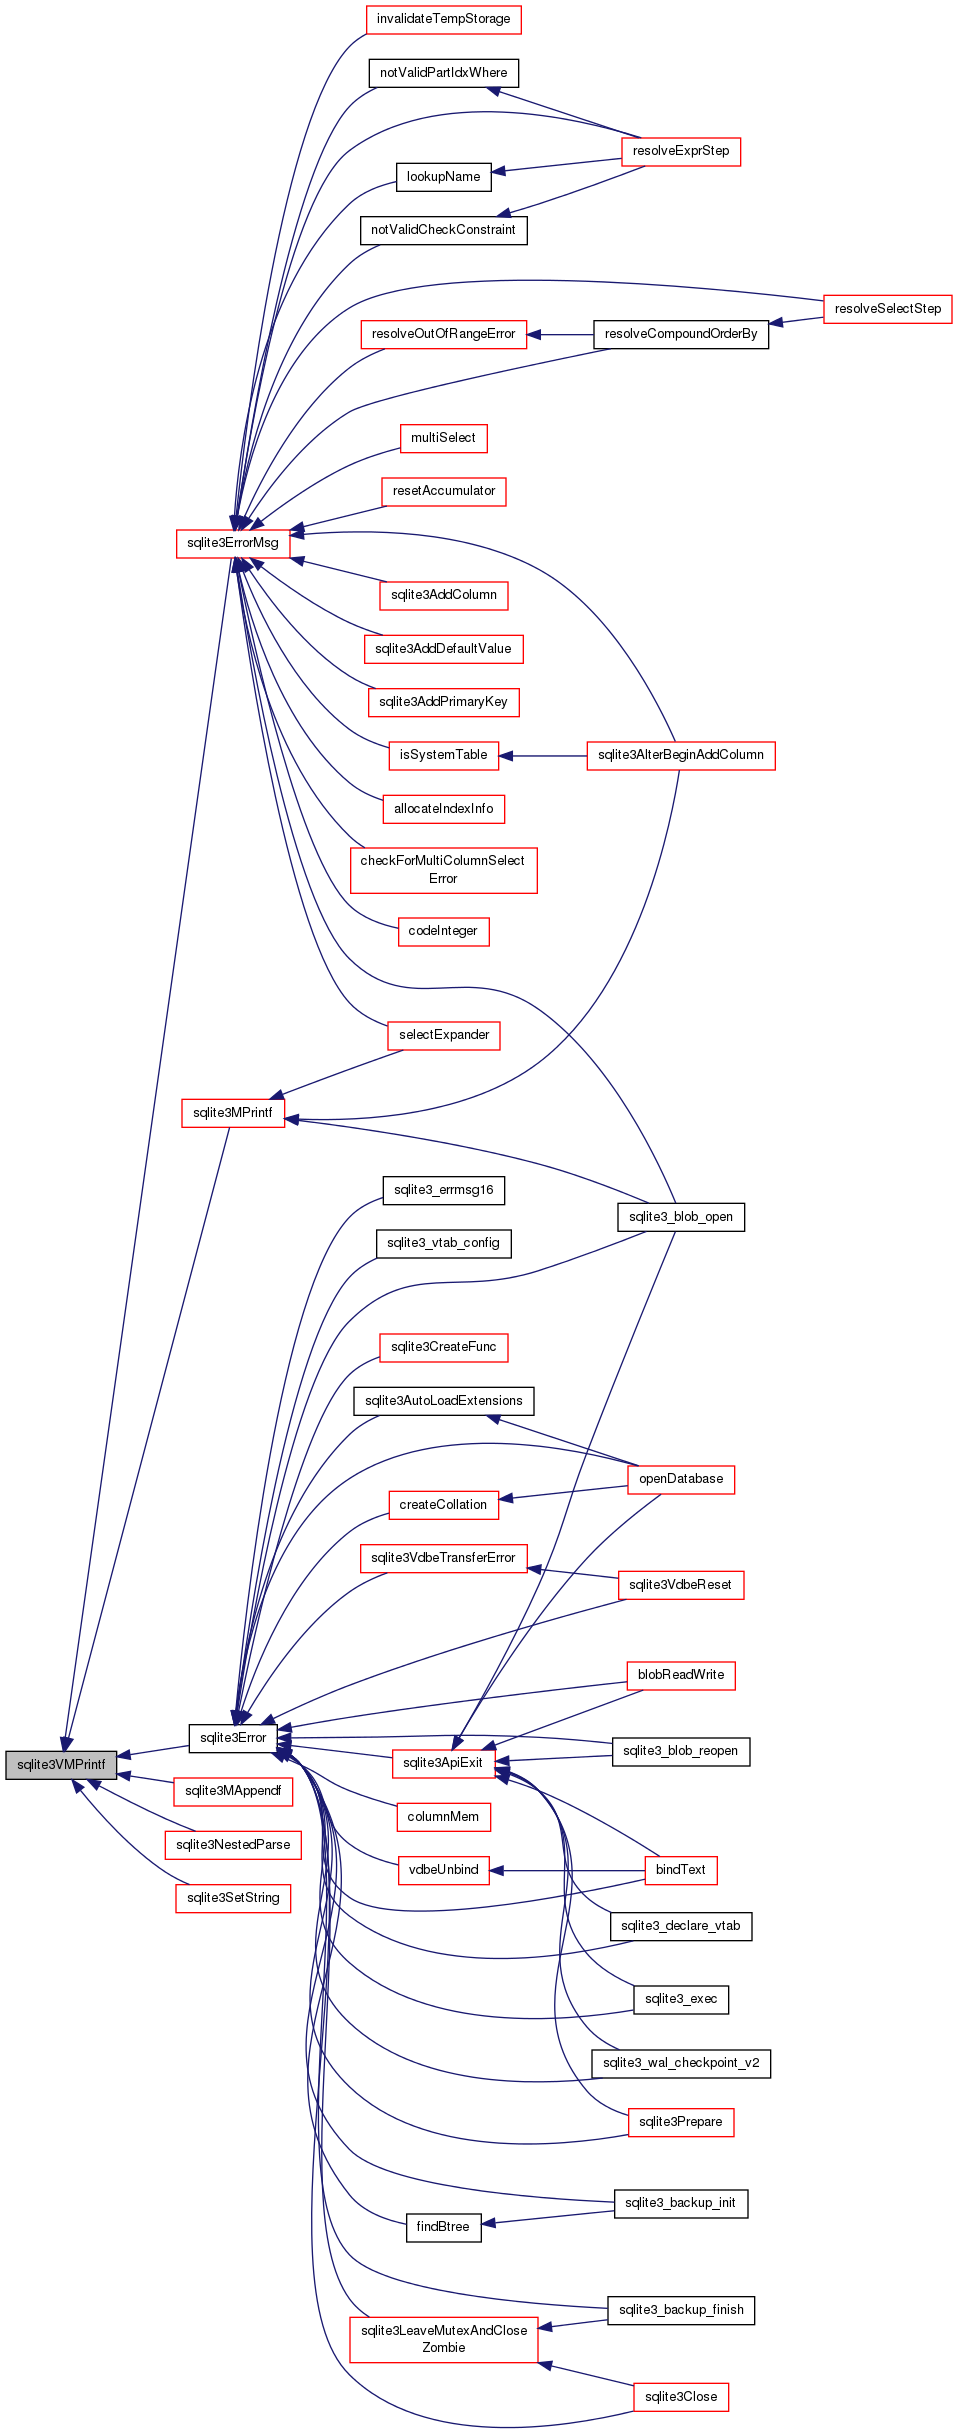 invalidateTempStorage
notValidPartIdxWhere
resolveExprStep
lookupName
notValidCheckConstraint
resolveSelectStep
resolveOutOfRangeError
resolveCompoundOrderBy
multiSelect
resetAccumulator
sqlite3ErrorMsg
sqlite3AddColumn
sqlite3AddDefaultValue
sqlite3AddPrimaryKey
isSystemTable
sqlite3AlterBeginAddColumn
allocateIndexInfo
checkForMultiColumnSelect
Error
codeInteger
selectExpander
sqlite3MPrintf
sqlite3_errmsg16
sqlite3_blob_open
sqlite3_vtab_config
sqlite3CreateFunc
sqlite3AutoLoadExtensions
openDatabase
createCollation
sqlite3VdbeTransferError
sqlite3VdbeReset
blobReadWrite
sqlite3Error
sqlite3_blob_reopen
sqlite3VMPrintf
sqlite3ApiExit
sqlite3MAppendf
columnMem
sqlite3NestedParse
vdbeUnbind
bindText
sqlite3SetString
sqlite3_declare_vtab
sqlite3_exec
sqlite3_wal_checkpoint_v2
sqlite3Prepare
sqlite3_backup_init
findBtree
sqlite3_backup_finish
sqlite3LeaveMutexAndClose
Zombie
sqlite3Close